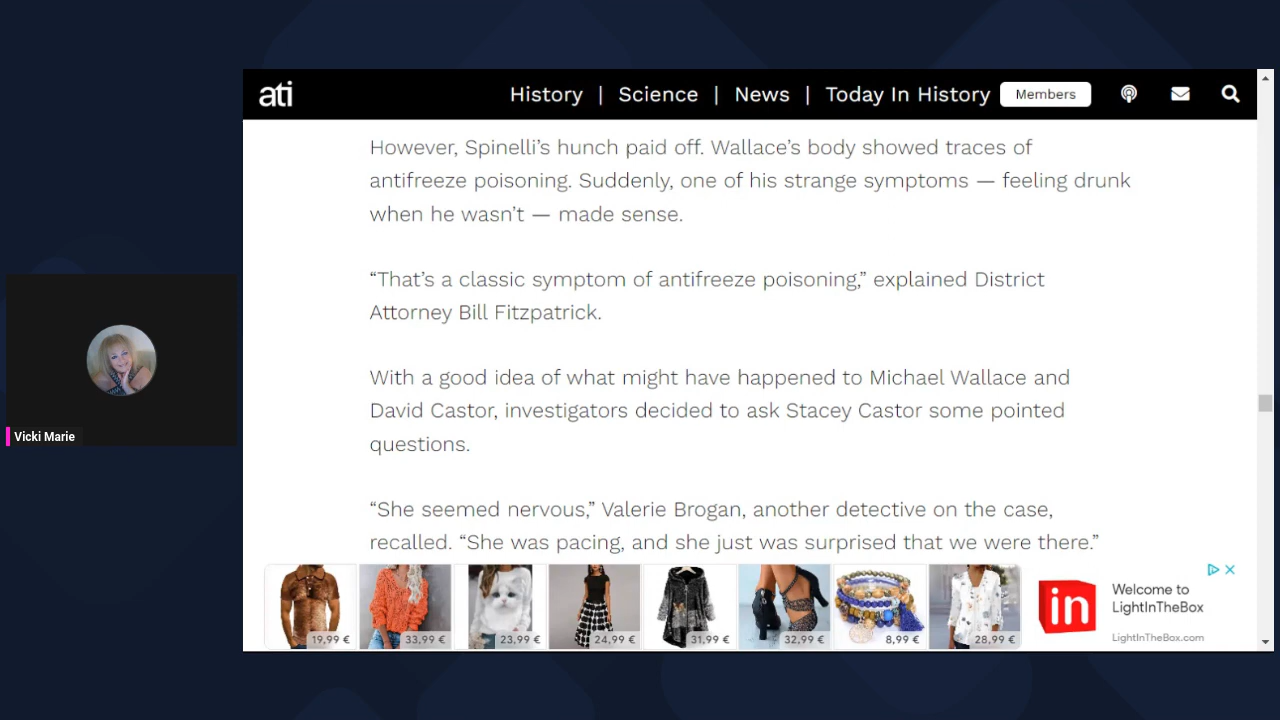 ati
History | Science | News | Today In History Members
However, Spinelli’s hunch paid off. Wallace’s body showed traces of
antifreeze poisoning. Suddenly, one of his strange symptoms — feeling drunk
when he wasn’t — made sense.
“That’s a classic symptom of antifreeze poisoning,” explained District
Attorney Bill Fitzpatrick.
With a good idea of what might have happened to Michael Wallace and
David Castor, investigators decided to ask Stacey Castor some pointed
questions.
“She seemed nervous,” Valerie Brogan, another detective on the case,
recalled. “She was pacing, and she just was surprised that we were there.”
Vicki Marie
19,99 €
33,99 €
23,99 €
24,99 €
31,99 €
32,99 €
8,99 €
28,99 €
in
Welcome to
LightInTheBox
LightInTheBox.com